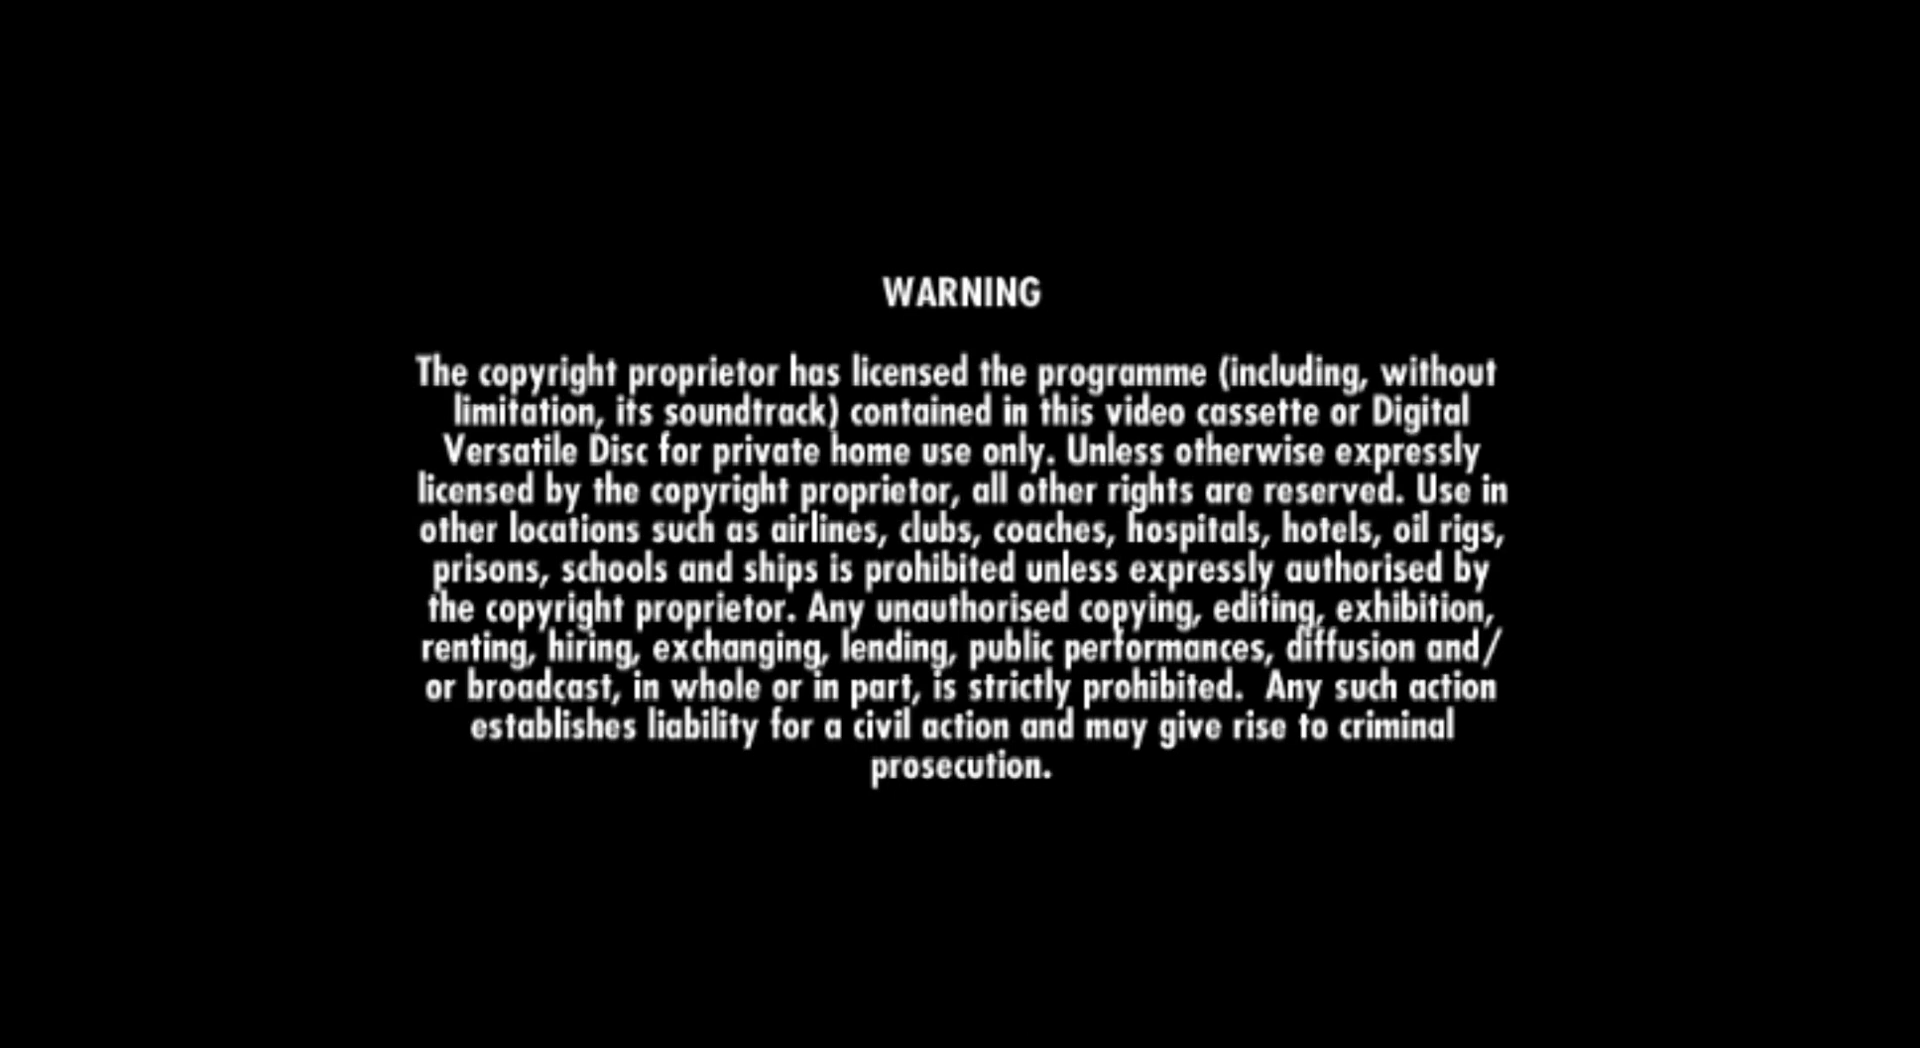 WARNING
The copyright proprietor has licensed the programme (including, without
limitation, its soundtrack) contained in this video cassette or Digital
Versatile Disc for private home use only. Unless otherwise expressly
licensed by the copyright proprietor, all other rights are reserved. Use in
other locations such as airlines, clubs, coaches, hospitals, hotels, oil rigs,
prisons, schools and ships is prohibited unless expressly authorised by
the copyright proprietor. Any unauthorised copying, editing, exhibition,
renting, hiring, exchanging, lending, public performances, diffusion and/
or broadcast, in whole or in part, is strictly prohibited.  Any such action
establishes liability for a civil action and may give rise to criminal
prosecution.